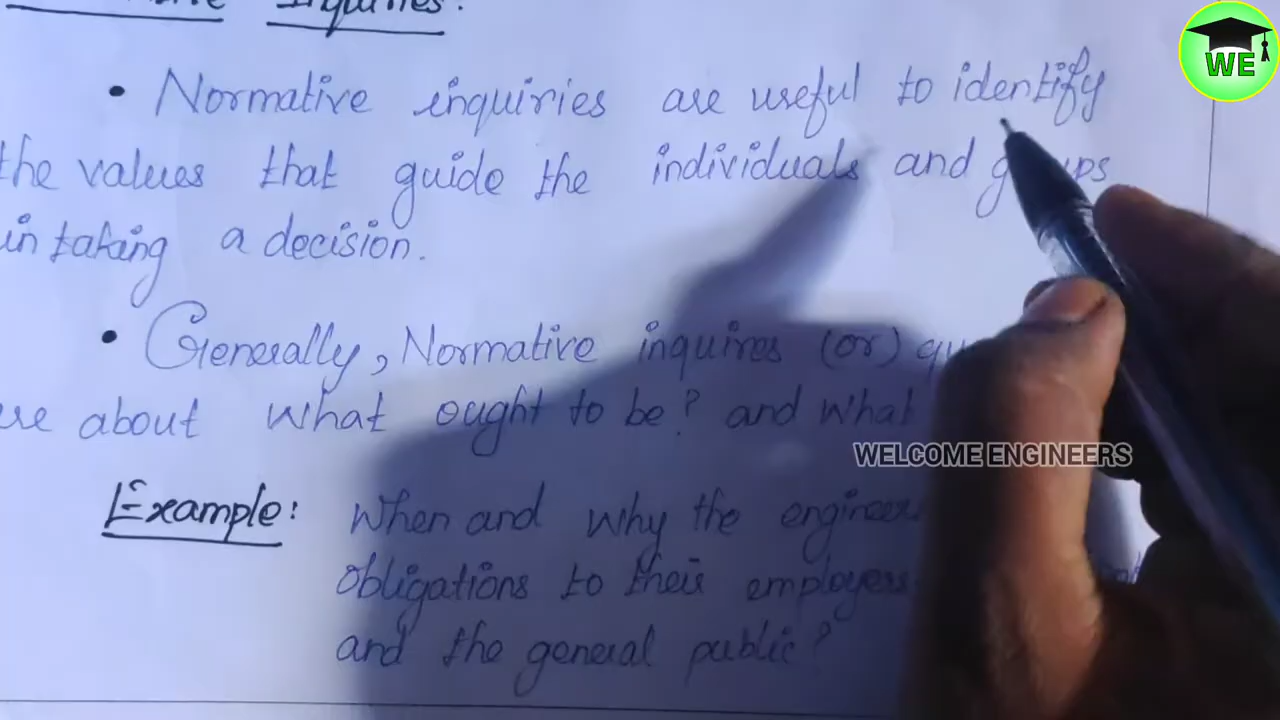 Inquiries:
WE
• Normative inquiries are useful to identify
the values that guide the individuals and groups
in taking a decision.
• Generally, Normative inquires (or)
are about what ought to be? and what
WELCOME ENGINEERS
Example: When and why the engineers
obligations to their employers
and the general public?